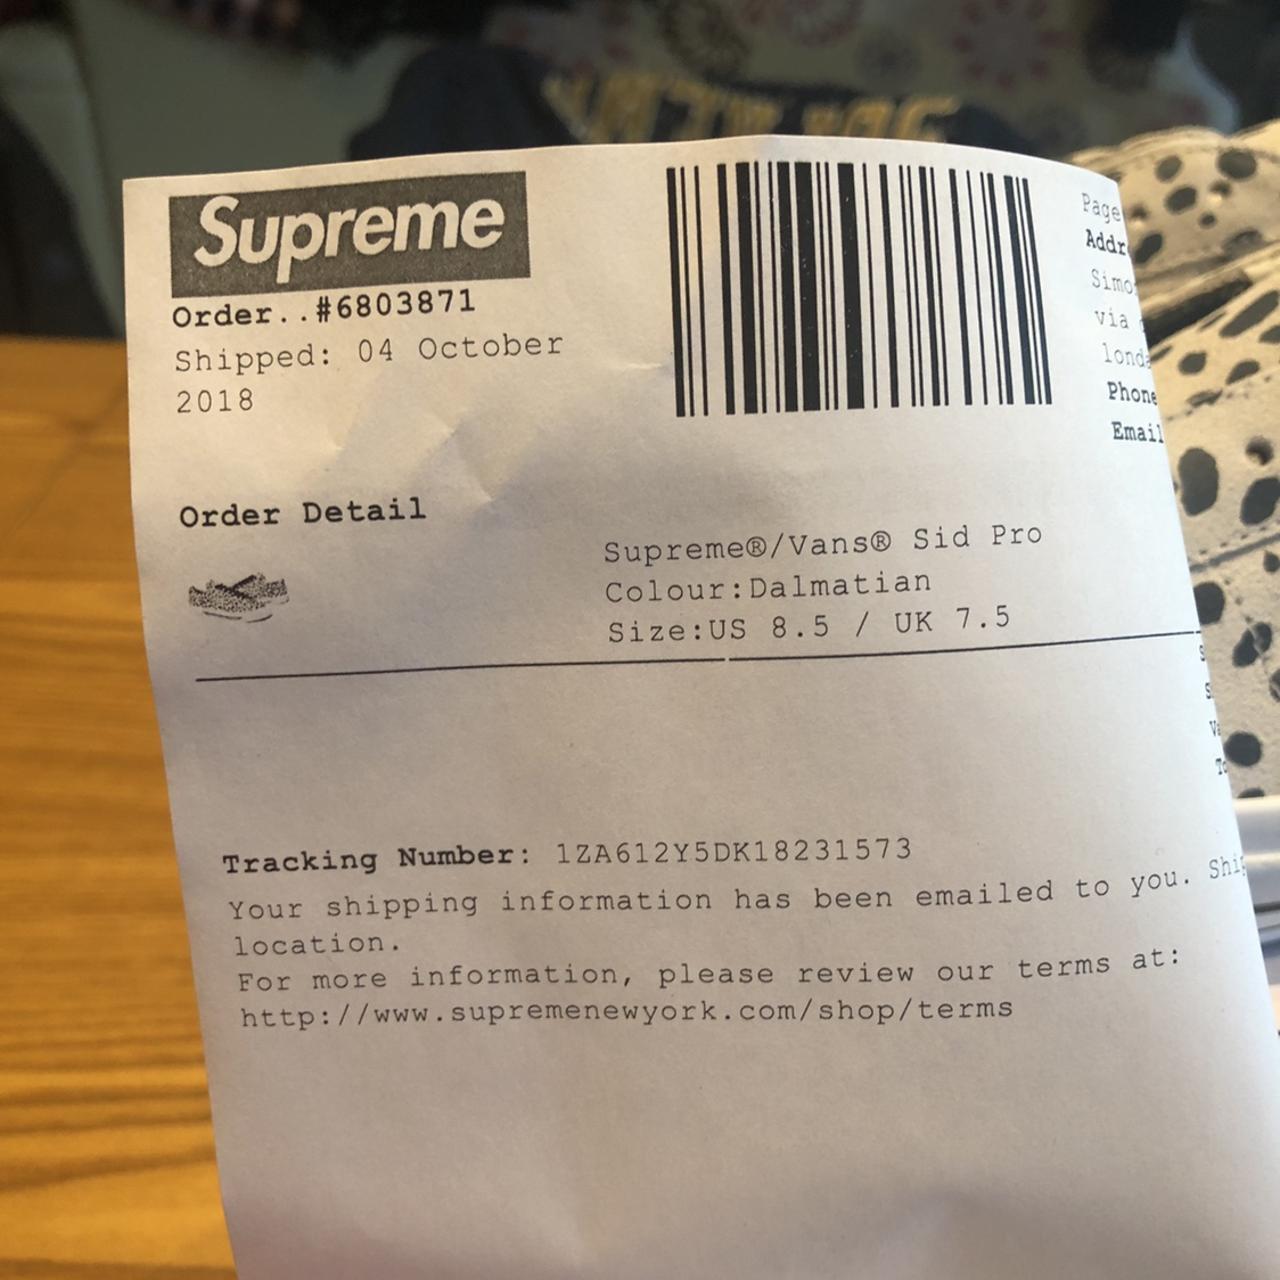 Supreme
Order..#6803871
Shipped: 04 October
2018
Page
Phone
Email
Order Detail
Supreme®/Vans® Sid Pro
Colour:Dalmatian
Size:US 8.5 / UK 7.5
Tracking Number: 1ZA612Y5DK18231573
Your shipping information has been emailed to you.
location.
For more information, please review our terms at:
http://www.supremenewyork.com/shop/terms